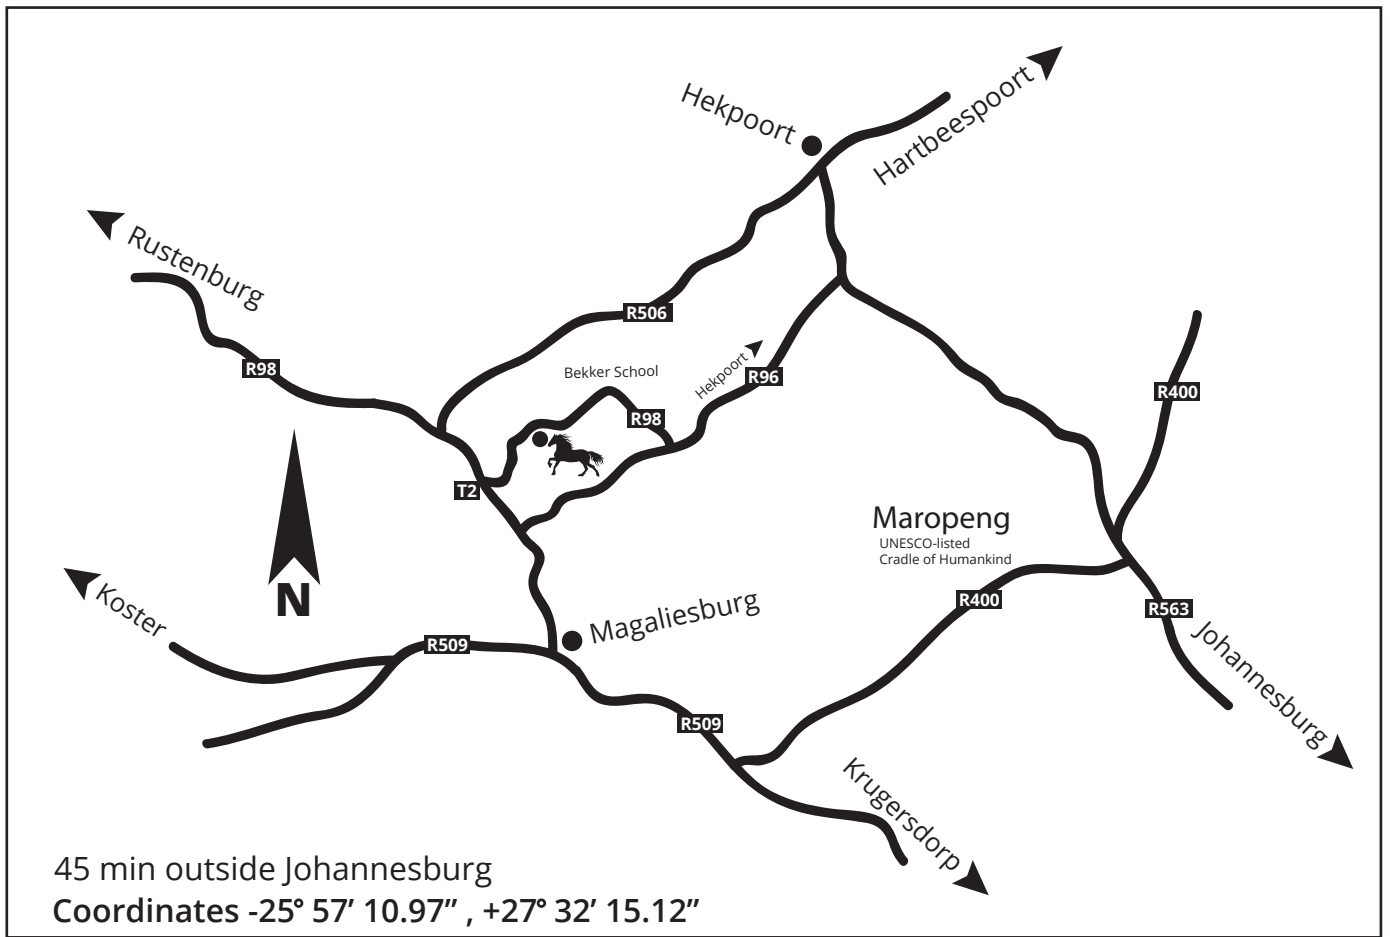 Hekpoort
Hartbeespoort
Rustenburg
R506
R98
Bekker School
Hekpoort
R96
R98
R400
T2
Maropeng
UNESCO-listed
Cradle of Humankind
N
Koster
R509
Magaliesburg
R400
R563
Johannesburg
R509
Krugersdorp
45 min outside Johannesburg
Coordinates -25° 57’ 10.97” , +27° 32’ 15.12”